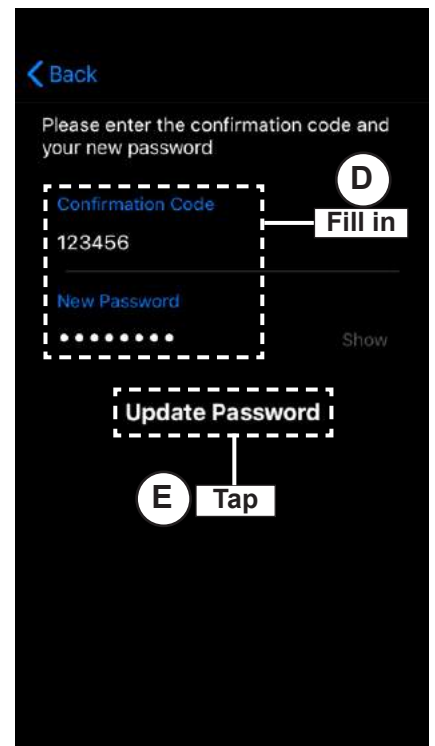 Back
Please enter the confirmation code and
your new password
D
Fill in
Confirmation Code
123456
New Password
••••••••
Show
Update Password
E
Tap